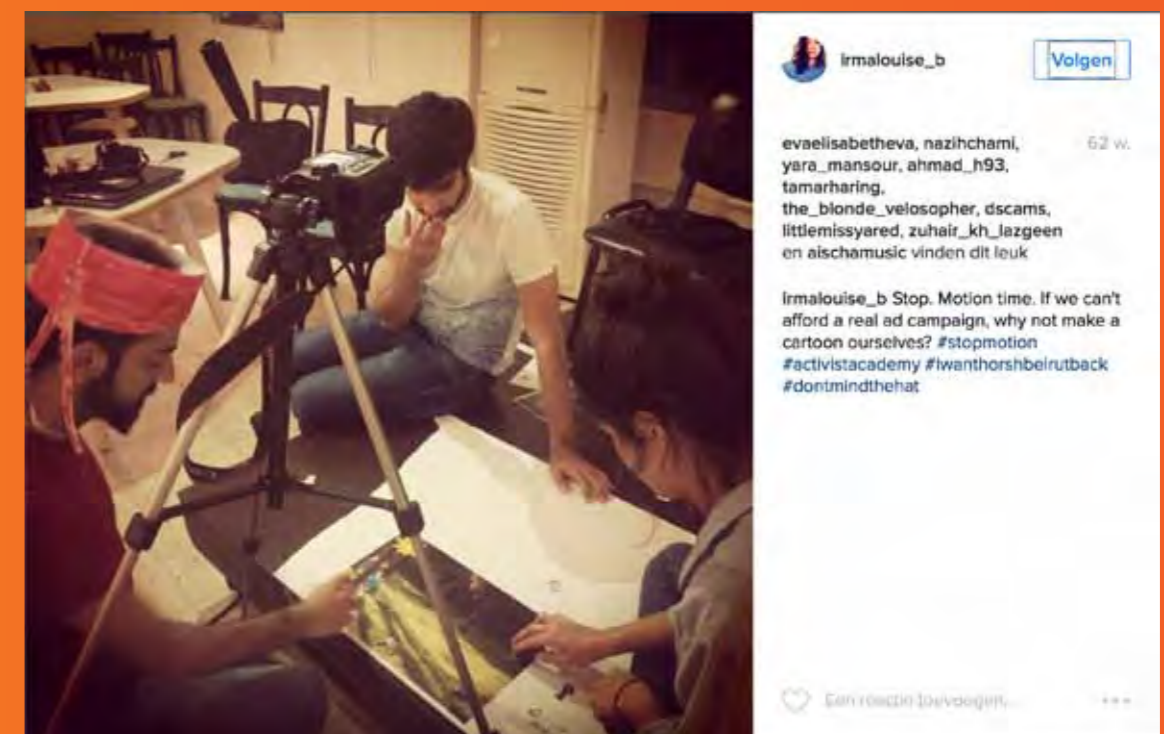 irmalouise_b
Volgen
evaelisabetheva, nazihchami,
62 w.
yara_mansour, ahmad_h93,
tamarharing,
the_blonde_velosopher, dscams,
littlemissyared, zuhair_kh_lazgeen
en aischamusic vinden dit leuk
irmalouise_b Stop. Motion time. If we can't
afford a real ad campaign, why not make a
cartoon ourselves? #stopmotion
#activistacademy #iwanthorshbeirutback
#dontmindthehat
Een reactie toevoegen...